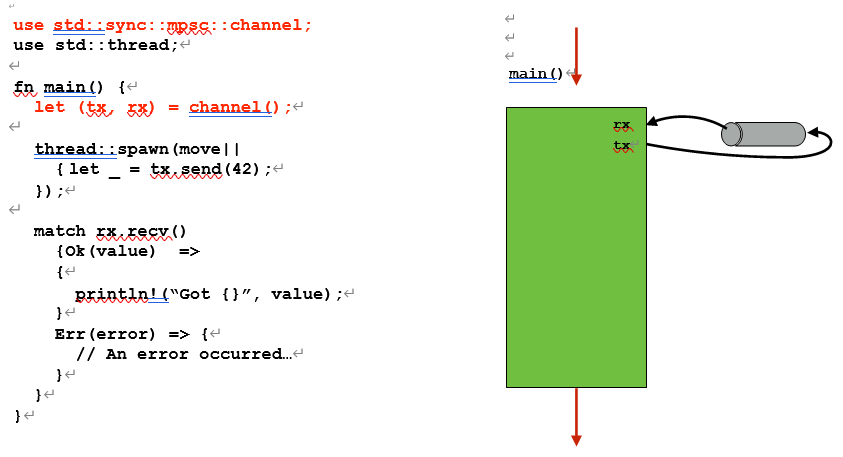 use std::sync::mpsc::channel;
use std::thread;
fn main() {
let (tx, rx) = channel();
thread::spawn(move||
{ let _ = tx.send(42);
});
match rx.recv()
{Ok(value) =>
{
println!(“Got {}”, value);
}
Err(error) => {
// An error occurred…
}
}
}
main()
rx
tx